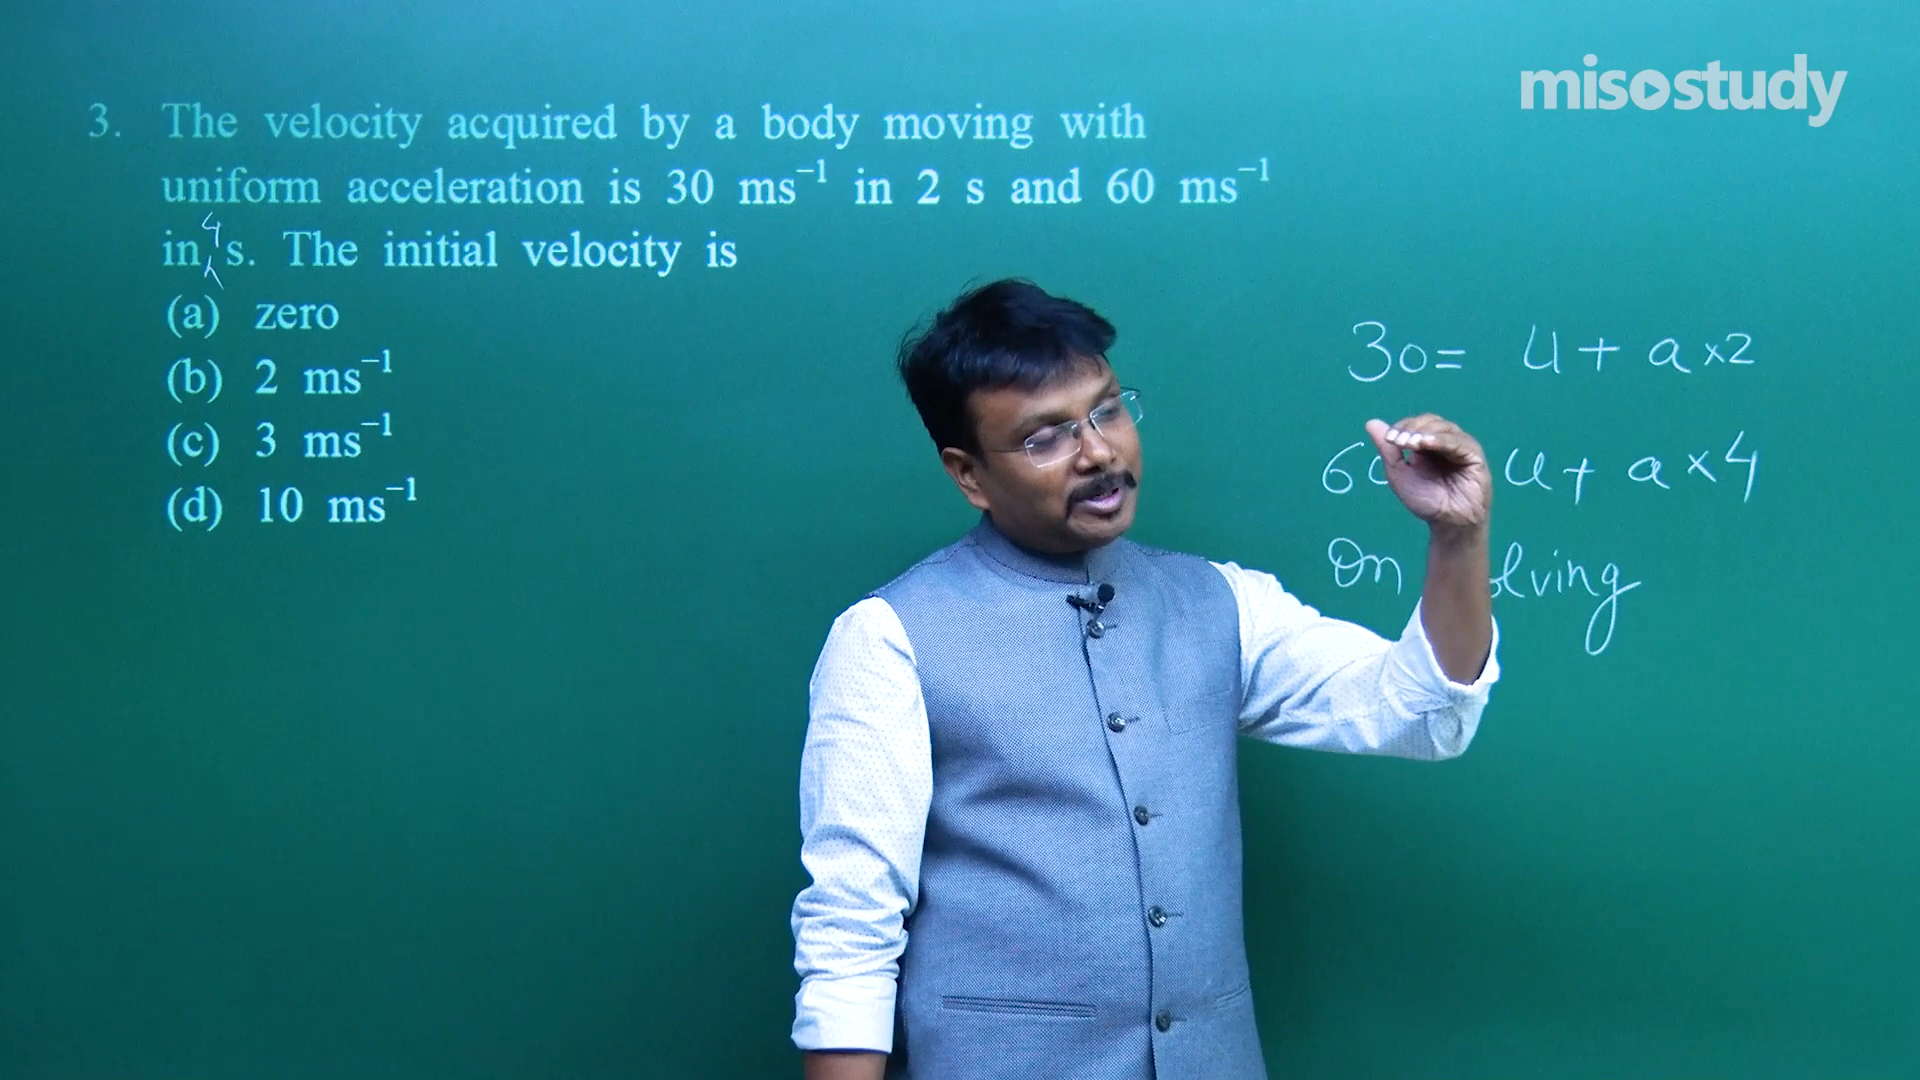 misostudy
3. The velocity acquired by a body moving with
uniform acceleration is 30 ms⁻¹ in 2 s and 60 ms⁻¹
in 4 s. The initial velocity is
(a) zero
(b) 2 ms⁻¹
(c) 3 ms⁻¹
(d) 10 ms⁻¹
30 = u + a×2
u + a×4
On